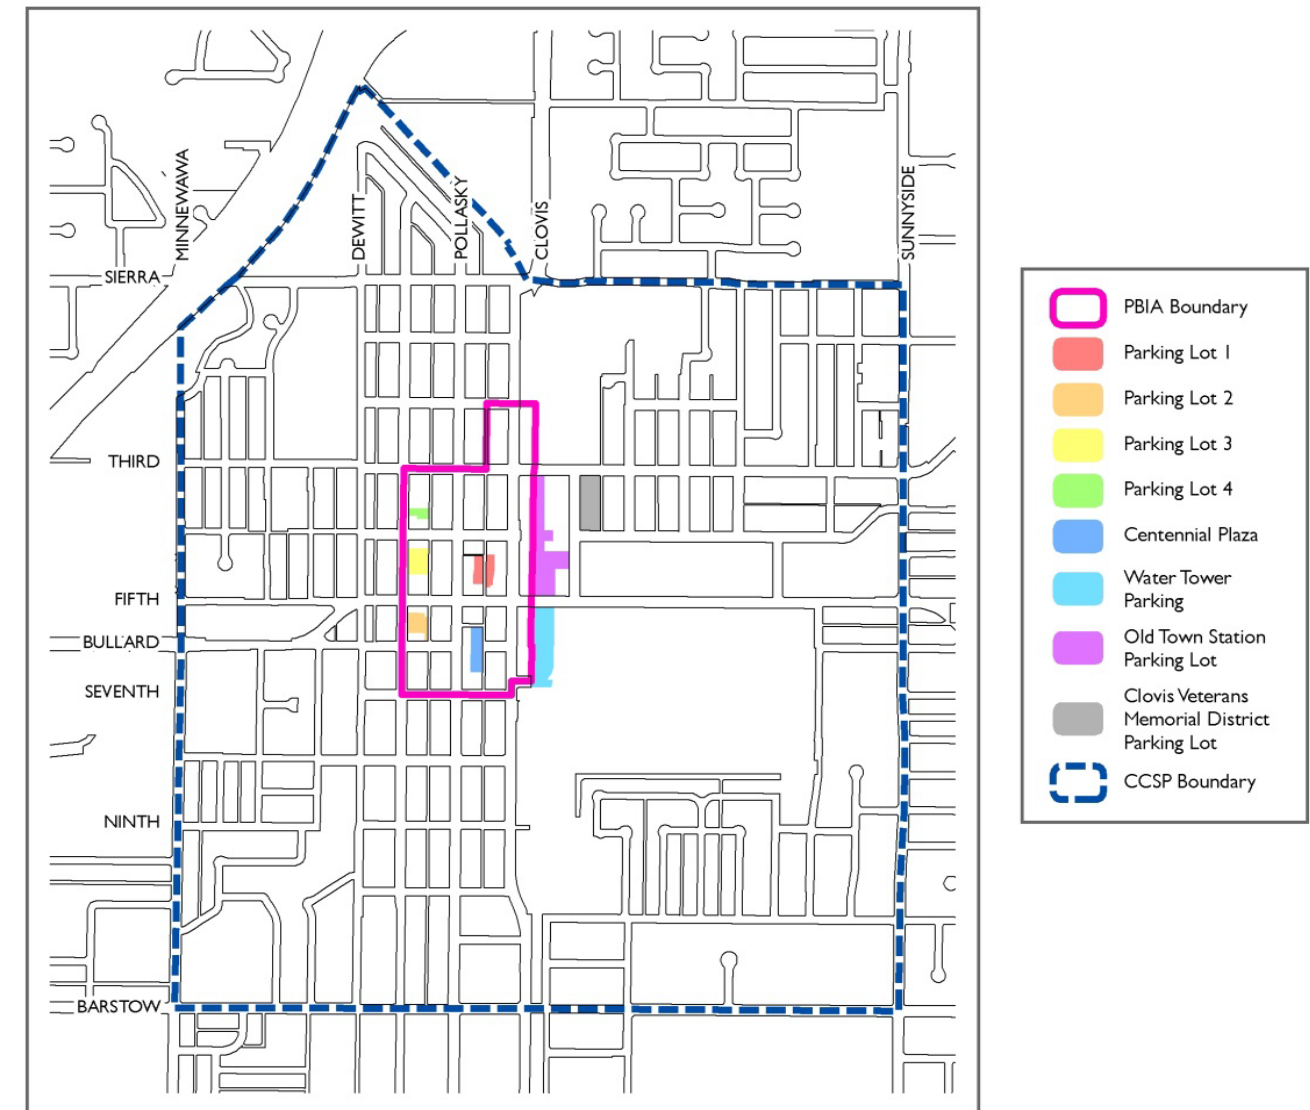 MINNEWAWA
DEWITT
POLLASKY
CLOVIS
SUNNYSIDE
SIERRA
THIRD
FIFTH
BULLARD
SEVENTH
NINTH
BARSTOW
PBIA Boundary
Parking Lot 1
Parking Lot 2
Parking Lot 3
Parking Lot 4
Centennial Plaza
Water Tower
Parking
Old Town Station
Parking Lot
Clovis Veterans
Memorial District
Parking Lot
CCSP Boundary